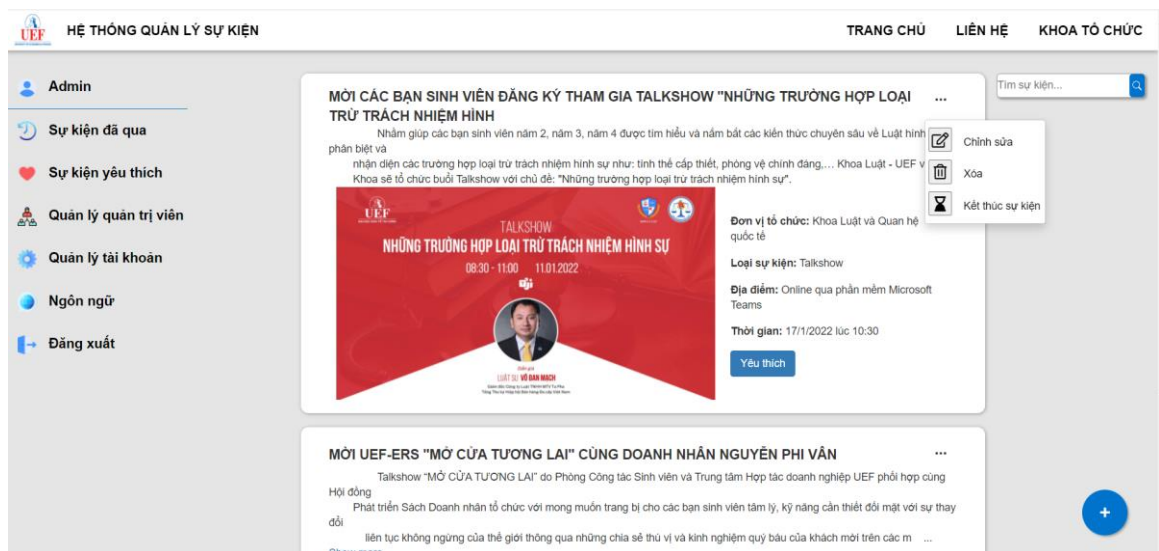 UEF
HỆ THỐNG QUẢN LÝ SỰ KIỆN
TRANG CHỦ
LIÊN HỆ
KHOA TỔ CHỨC
Admin
Sự kiện đã qua
Sự kiện yêu thích
Quản lý quản trị viên
Quản lý tài khoản
Ngôn ngữ
Đăng xuất
Tìm sự kiện...
MỜI CÁC BẠN SINH VIÊN ĐĂNG KÝ THAM GIA TALKSHOW "NHỮNG TRƯỜNG HỢP LOẠI
TRỪ TRÁCH NHIỆM HÌNH
...
Nhằm giúp các bạn sinh viên năm 2, năm 3, năm 4 được tìm hiểu và nắm bắt các kiến thức chuyên sâu về Luật hình
phân biệt và
nhận diện các trường hợp loại trừ trách nhiệm hình sự như: tình thế cấp thiết, phòng vệ chính đáng,… Khoa Luật - UEF v
Khoa sẽ tổ chức buổi Talkshow với chủ đề: "Những trường hợp loại trừ trách nhiệm hình sự".
Chỉnh sửa
Xóa
Kết thúc sự kiện
UEF
TALKSHOW
NHỮNG TRƯỜNG HỢP LOẠI TRỪ TRÁCH NHIỆM HÌNH SỰ
08:30 - 11:00 11.01.2022
Diễn giả
LUẬT SƯ VÕ ĐAN MẠCH
Đơn vị tổ chức: Khoa Luật và Quan hệ
quốc tế
Loại sự kiện: Talkshow
Địa điểm: Online qua phần mềm Microsoft
Teams
Thời gian: 17/1/2022 lúc 10:30
Yêu thích
MỜI UEF-ERS "MỞ CỬA TƯƠNG LAI" CÙNG DOANH NHÂN NGUYỄN PHI VÂN
...
Talkshow “MỞ CỬA TƯƠNG LAI” do Phòng Công tác Sinh viên và Trung tâm Hợp tác doanh nghiệp UEF phối hợp cùng
Hội đồng
Phát triển Sách Doanh nhân tổ chức với mong muốn trang bị cho các bạn sinh viên tâm lý, kỹ năng cần thiết đối mặt với sự thay
đổi
liên tục không ngừng của thế giới thông qua những chia sẻ thú vị và kinh nghiệm quý báu của khách mời trên các m ...
Show more
+